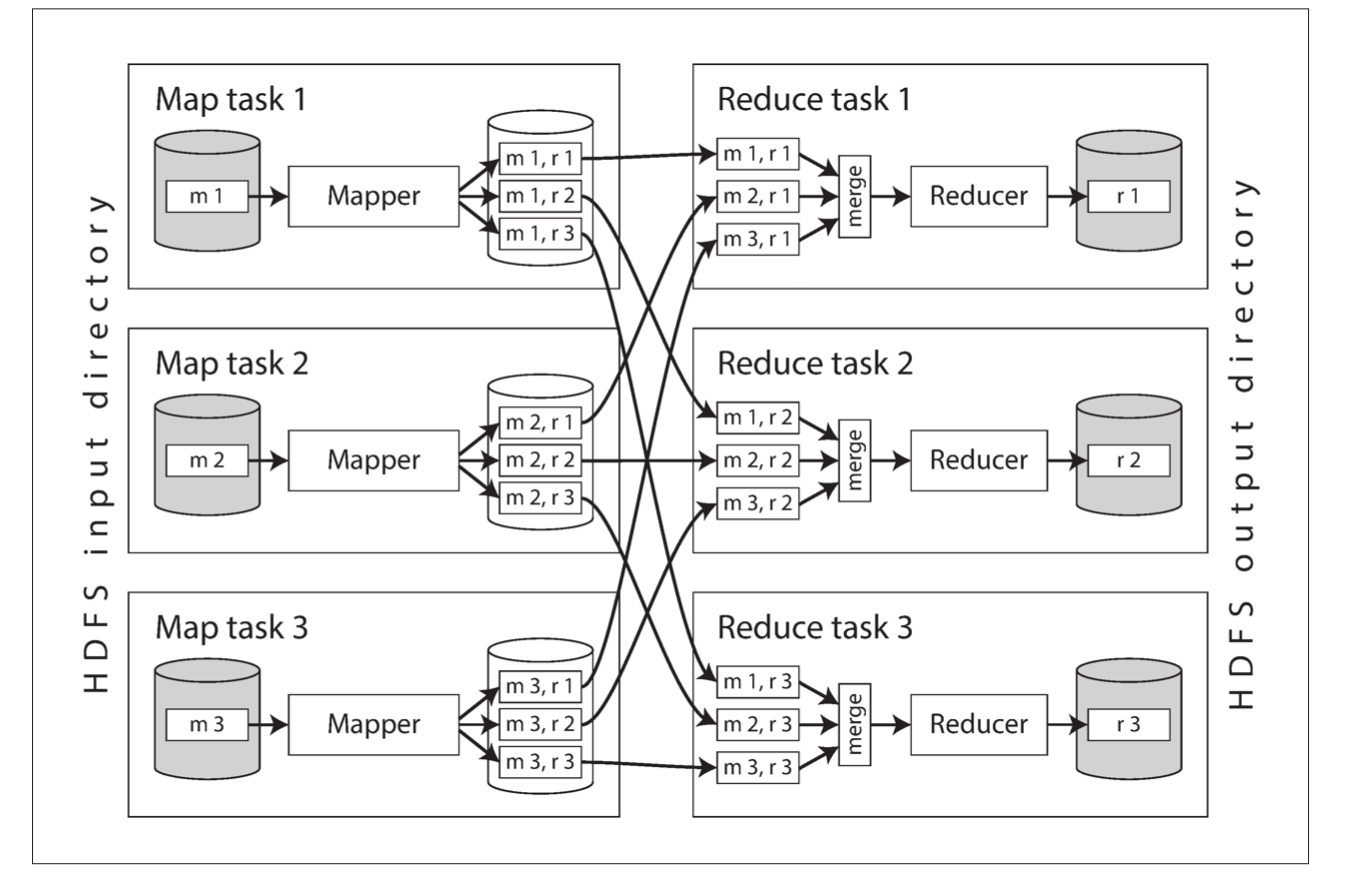 HDFS input directory
Map task 1
m 1
Mapper
m 1, r 1
m 1, r 2
m 1, r 3
Map task 2
m 2
Mapper
m 2, r 1
m 2, r 2
m 2, r 3
Map task 3
m 3
Mapper
m 3, r 1
m 3, r 2
m 3, r 3
Reduce task 1
m 1, r 1
m 2, r 1
m 3, r 1
merge
Reducer
r 1
Reduce task 2
m 1, r 2
m 2, r 2
m 3, r 2
merge
Reducer
r 2
Reduce task 3
m 1, r 3
m 2, r 3
m 3, r 3
merge
Reducer
r 3
HDFS output directory